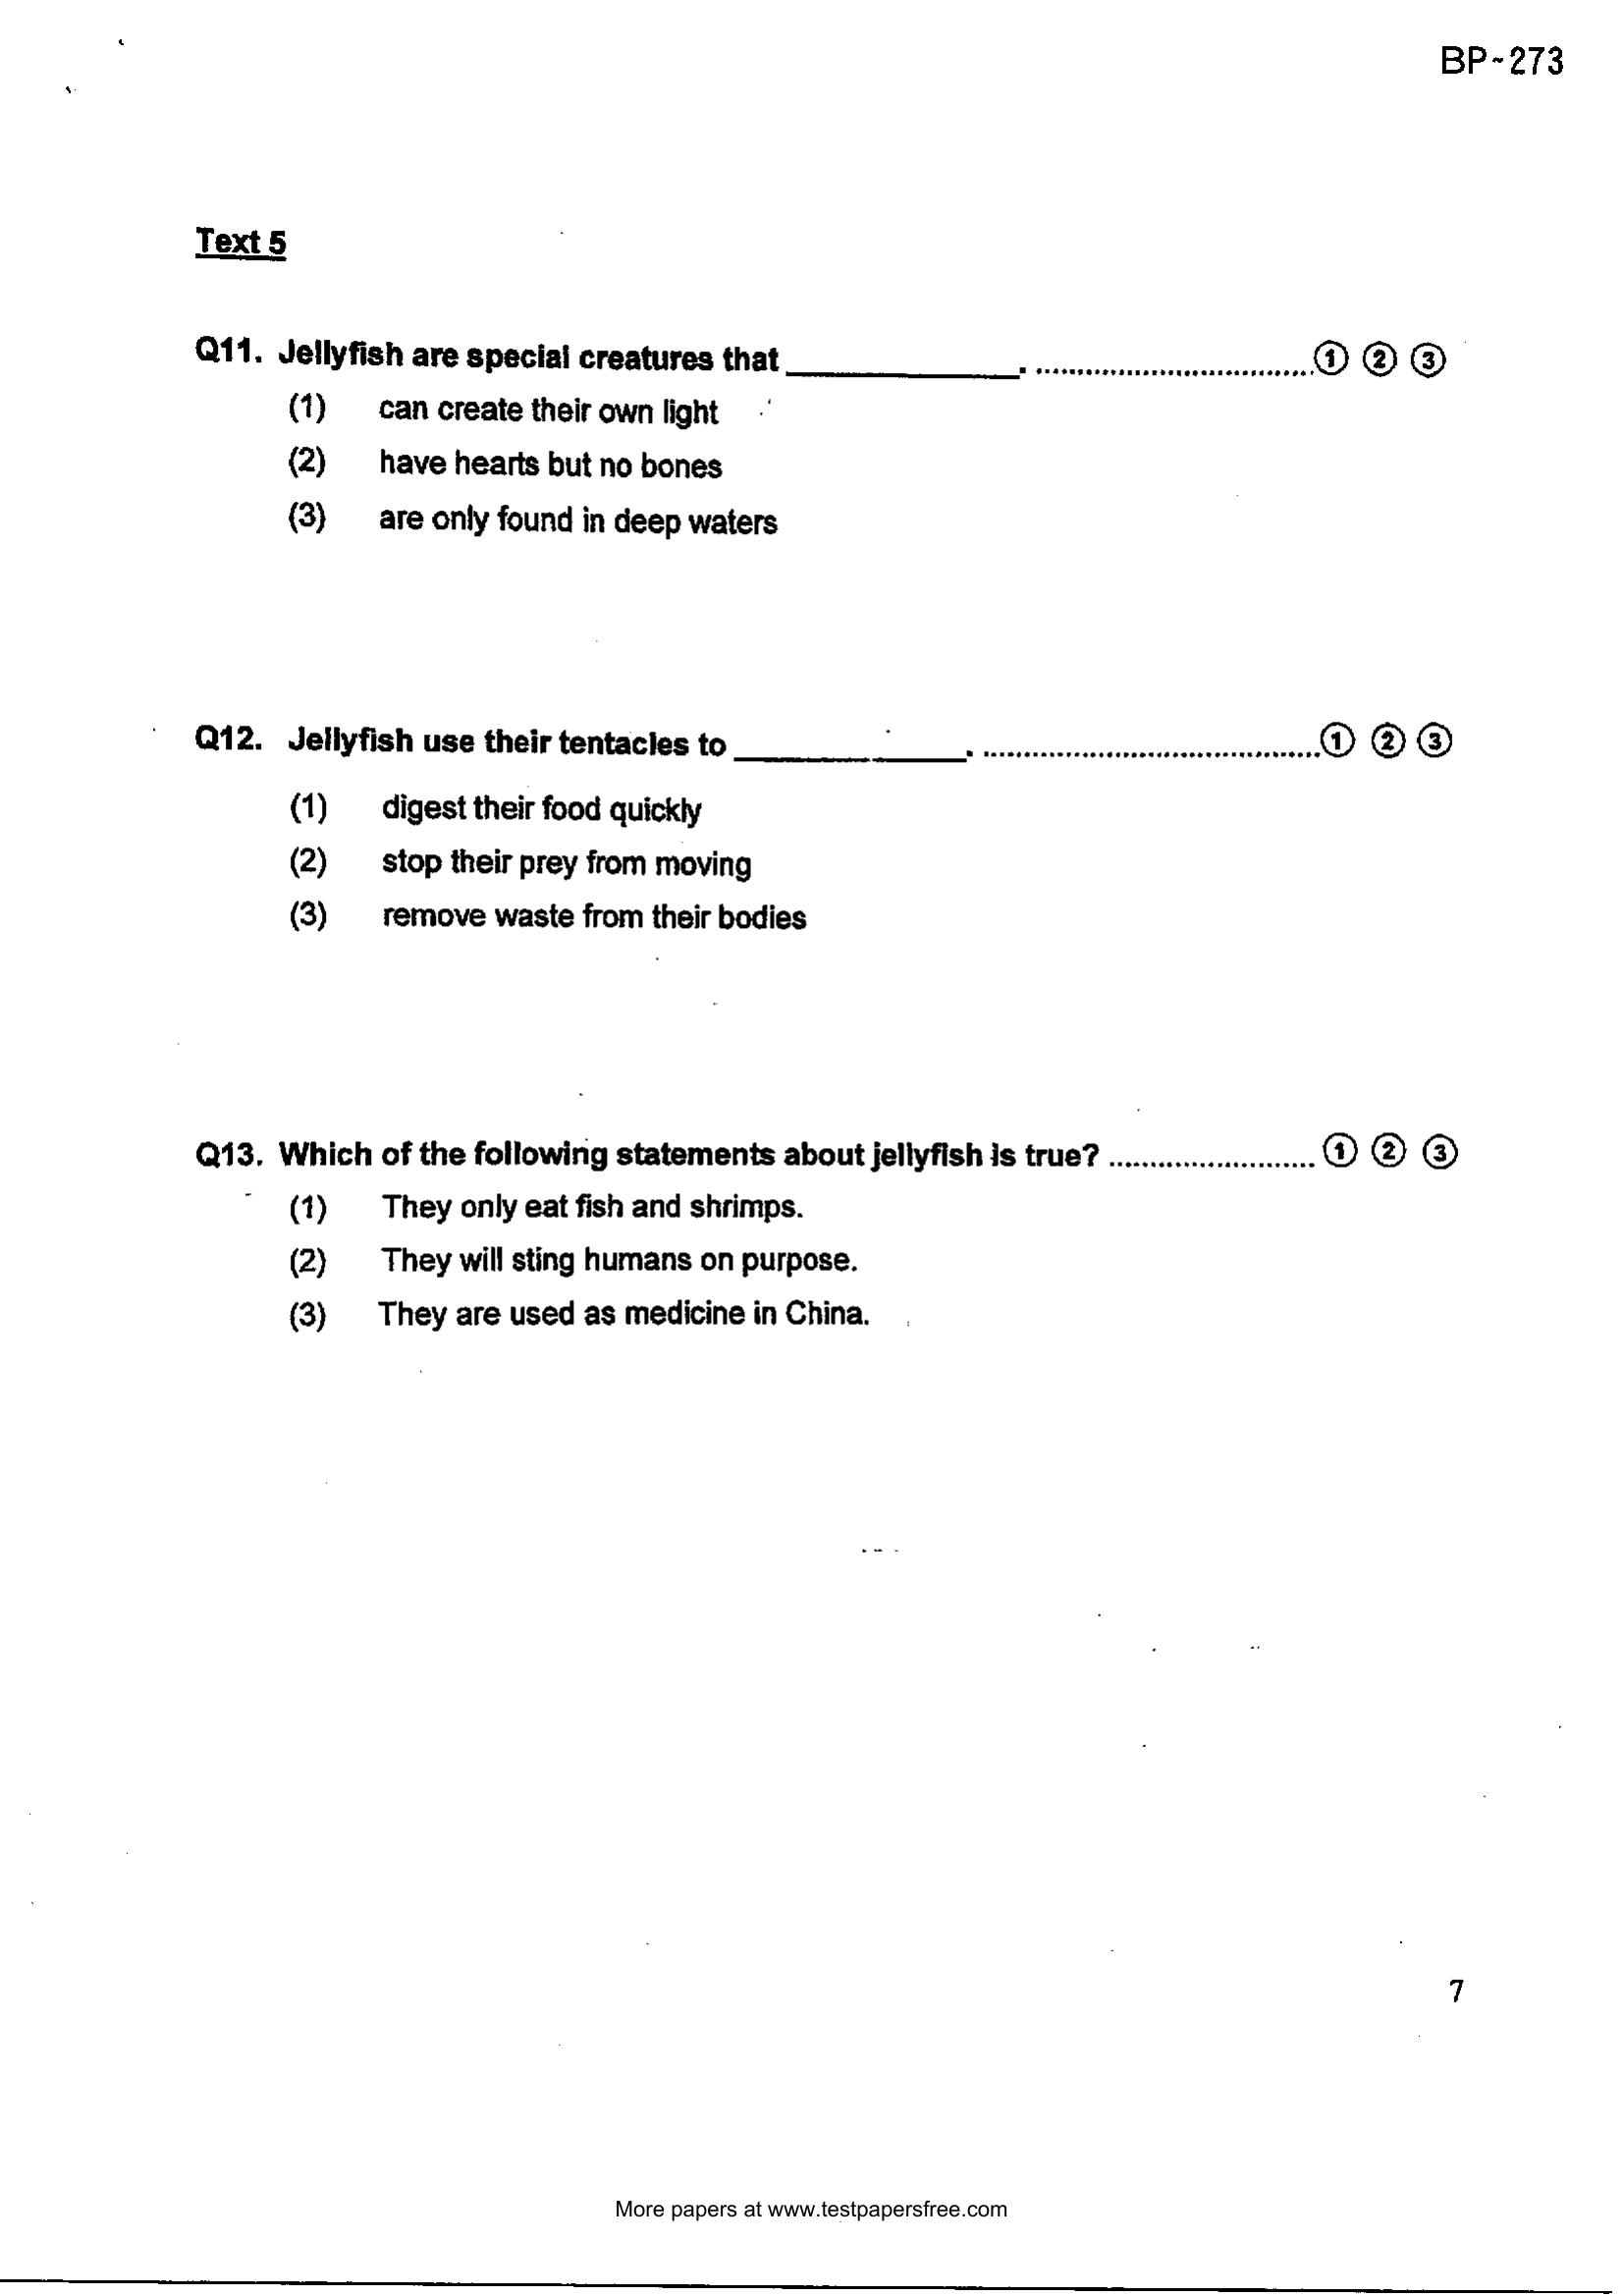 BP-273
Text 5
Q11. Jellyfish are special creatures that ____________. ..............................① ② ③
(1) can create their own light
(2) have hearts but no bones
(3) are only found in deep waters
Q12. Jellyfish use their tentacles to ____________. ....................................① ② ③
(1) digest their food quickly
(2) stop their prey from moving
(3) remove waste from their bodies
Q13. Which of the following statements about jellyfish is true? ......................... ① ② ③
(1) They only eat fish and shrimps.
(2) They will sting humans on purpose.
(3) They are used as medicine in China.
7
More papers at www.testpapersfree.com